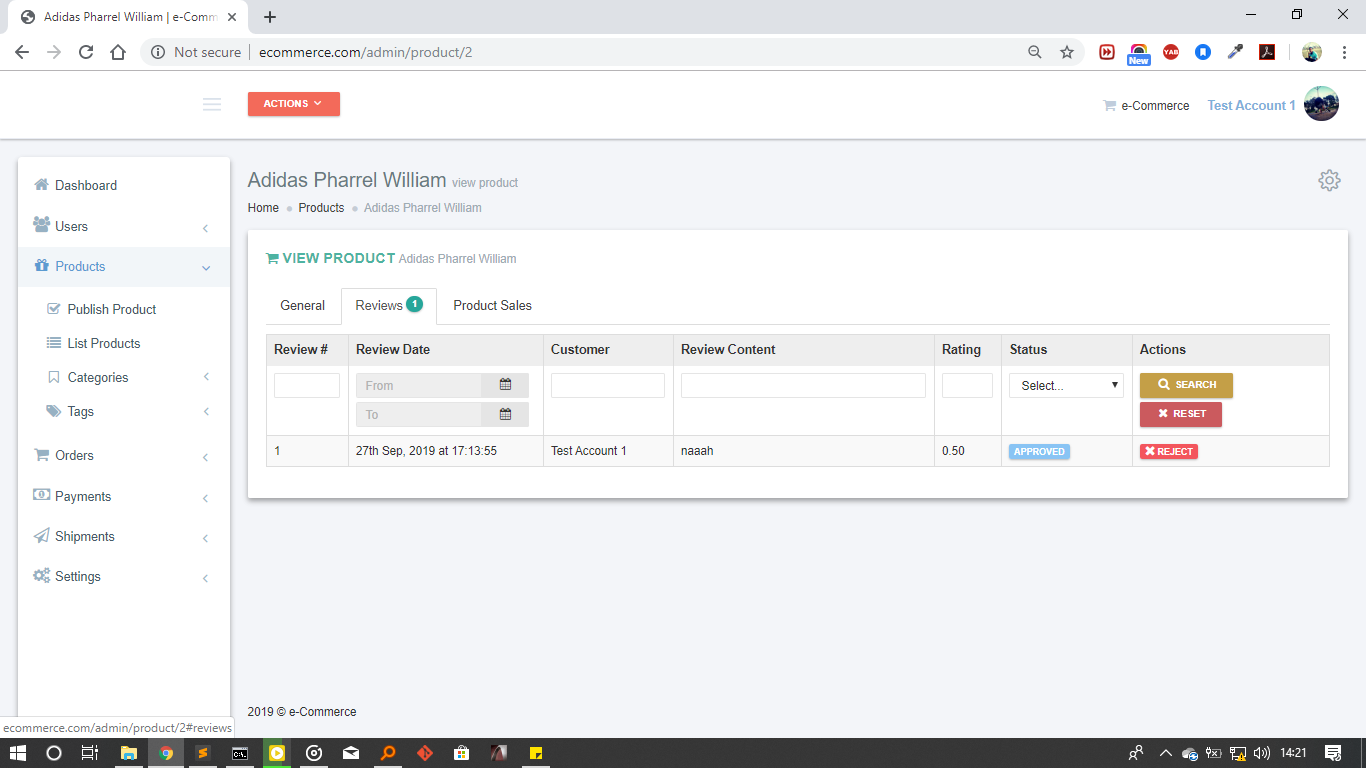 Adidas Pharrel William | e-Comm
Not secure
ecommerce.com/admin/product/2
YAB
New
ACTIONS
e-Commerce
Test Account 1
Dashboard
Users
Products
Publish Product
List Products
Categories
Tags
Orders
Payments
Shipments
Settings
Adidas Pharrel William view product
Home Products Adidas Pharrel William
VIEW PRODUCT Adidas Pharrel William
General Reviews 1 Product Sales
Review # Review Date Customer Review Content Rating Status Actions
From Select... SEARCH
To RESET
1 27th Sep, 2019 at 17:13:55 Test Account 1 naaah 0.50 APPROVED REJECT
2019 © e-Commerce
ecommerce.com/admin/product/2#reviews
14:21